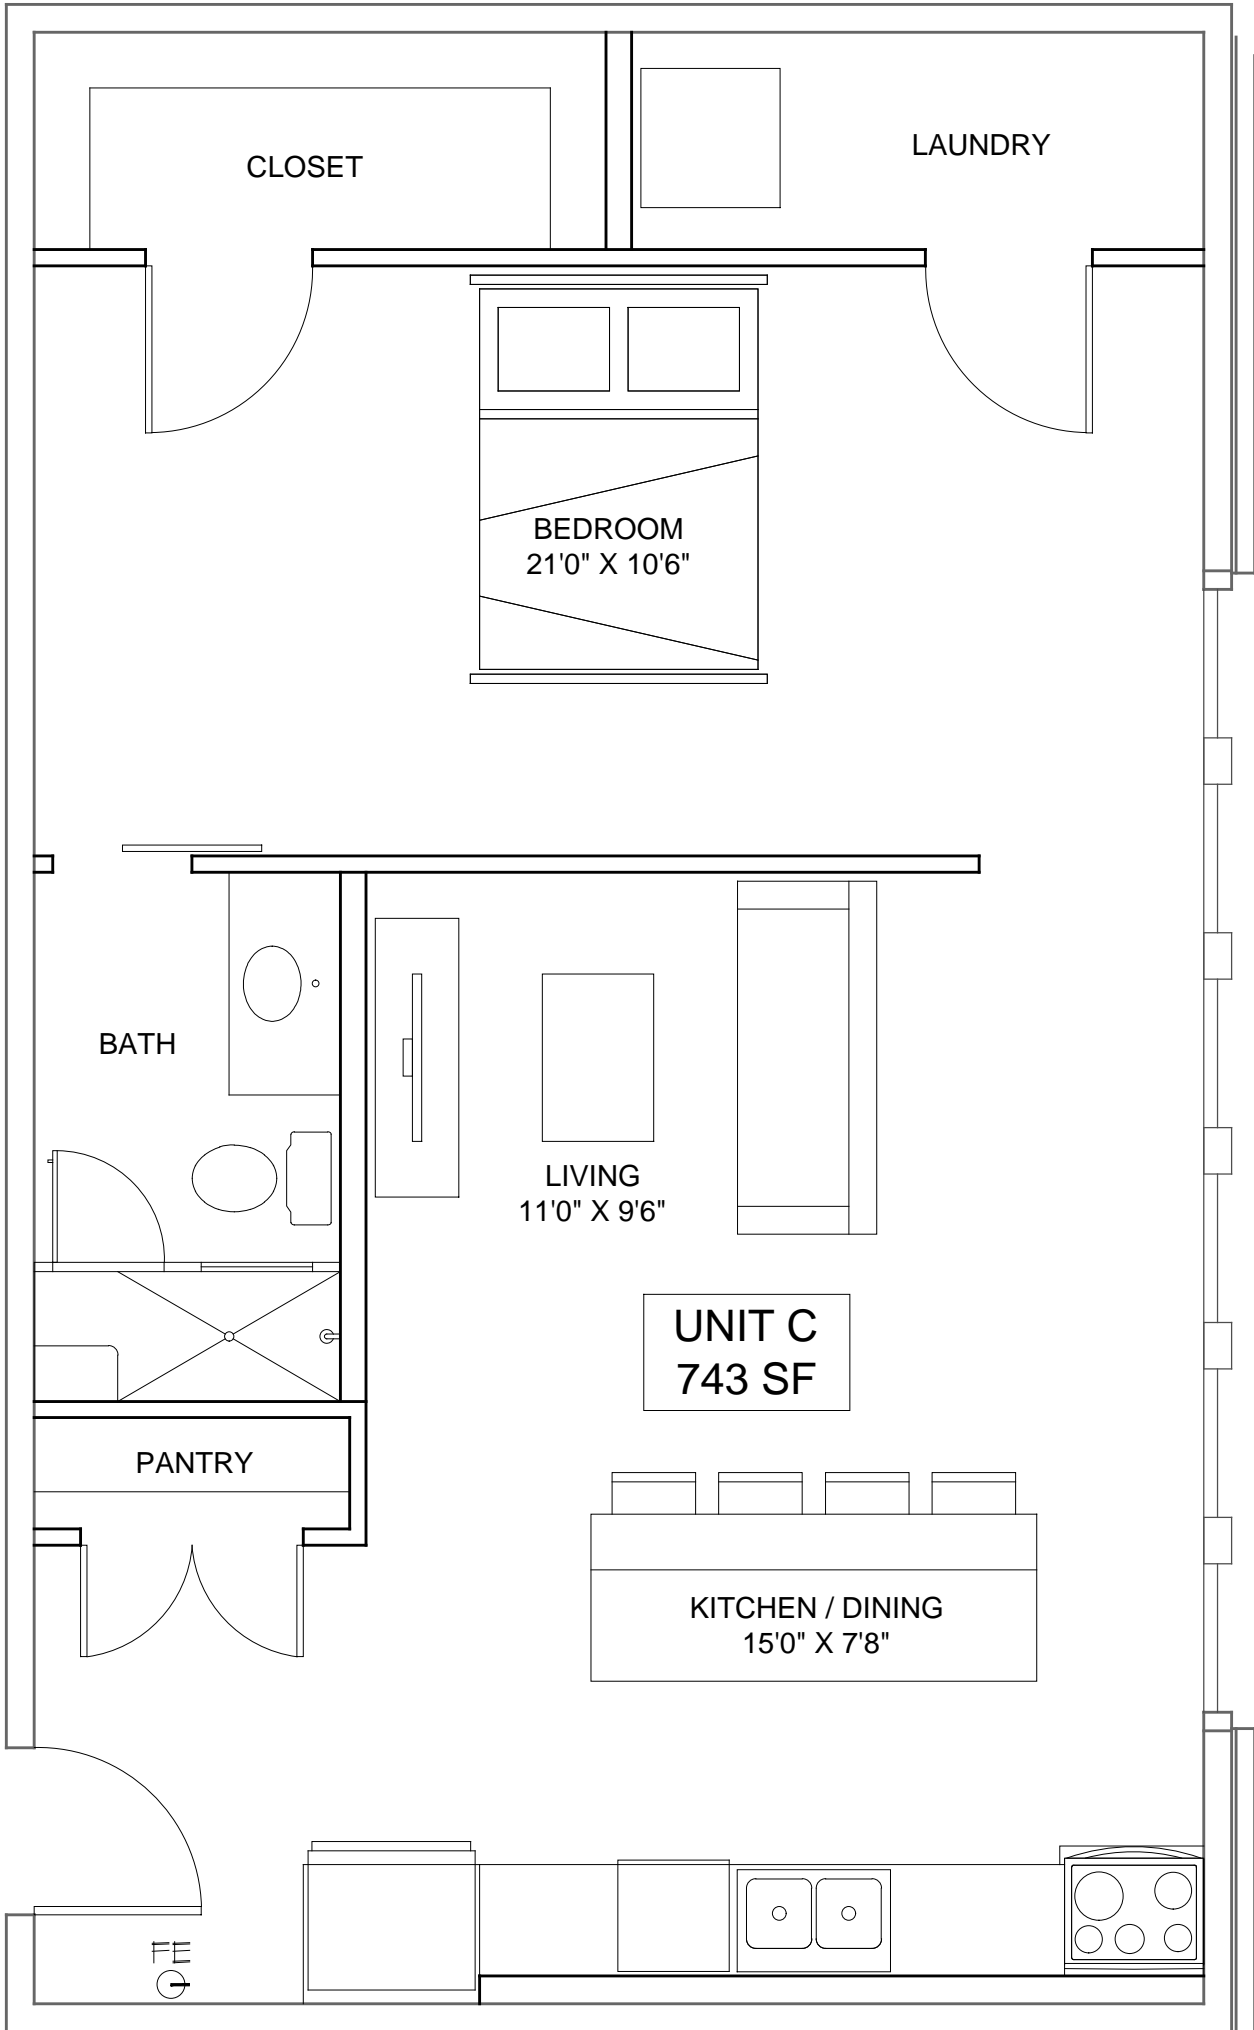 CLOSET
LAUNDRY
BEDROOM
21'0" X 10'6"
BATH
LIVING
11'0" X 9'6"
UNIT C
743 SF
PANTRY
KITCHEN / DINING
15'0" X 7'8"
FE